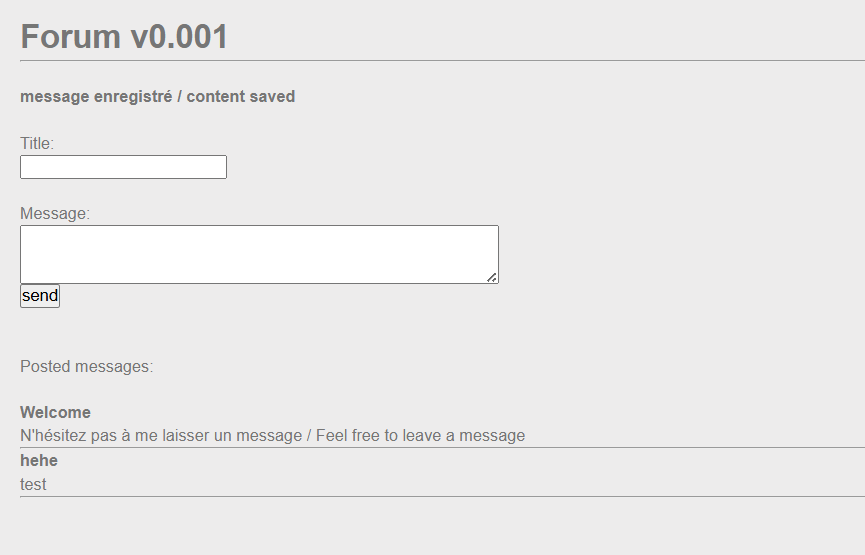 Forum v0.001
message enregistré / content saved
Title:
Message:
send
Posted messages:
Welcome
N'hésitez pas à me laisser un message / Feel free to leave a message
hehe
test